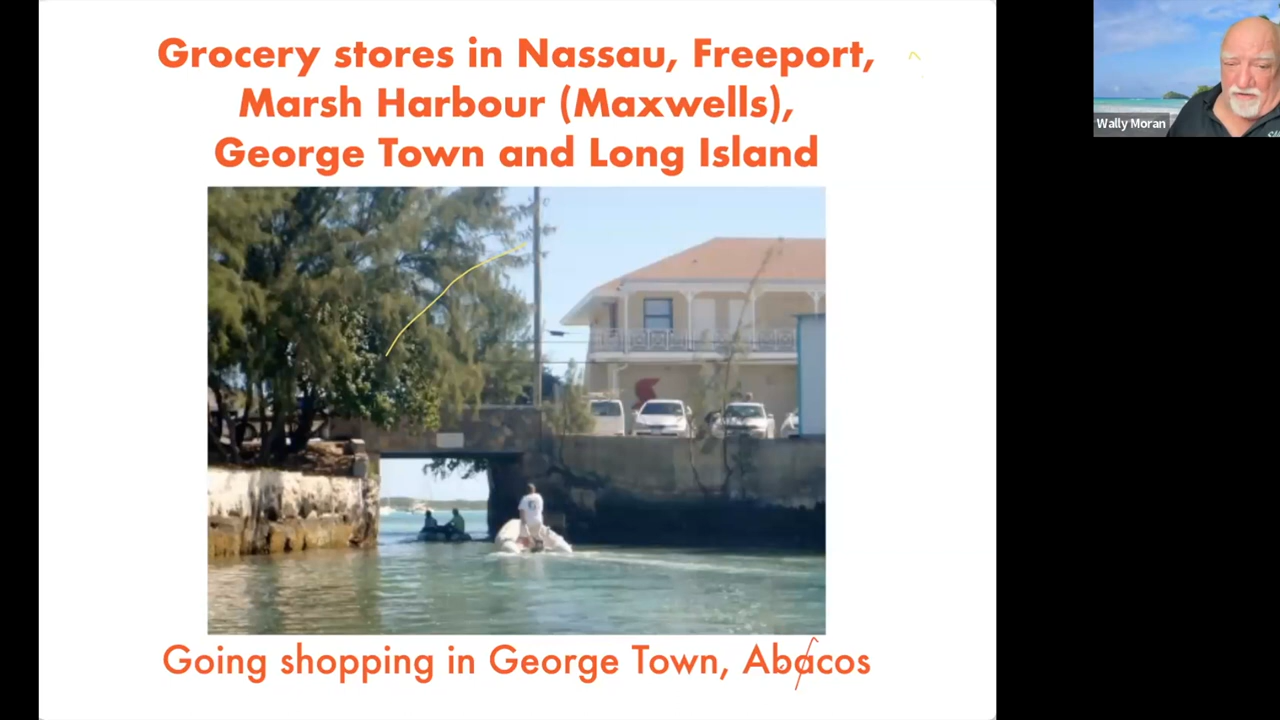 Grocery stores in Nassau, Freeport,
Marsh Harbour (Maxwells),
George Town and Long Island
Going shopping in George Town, Abacos
Wally Moran